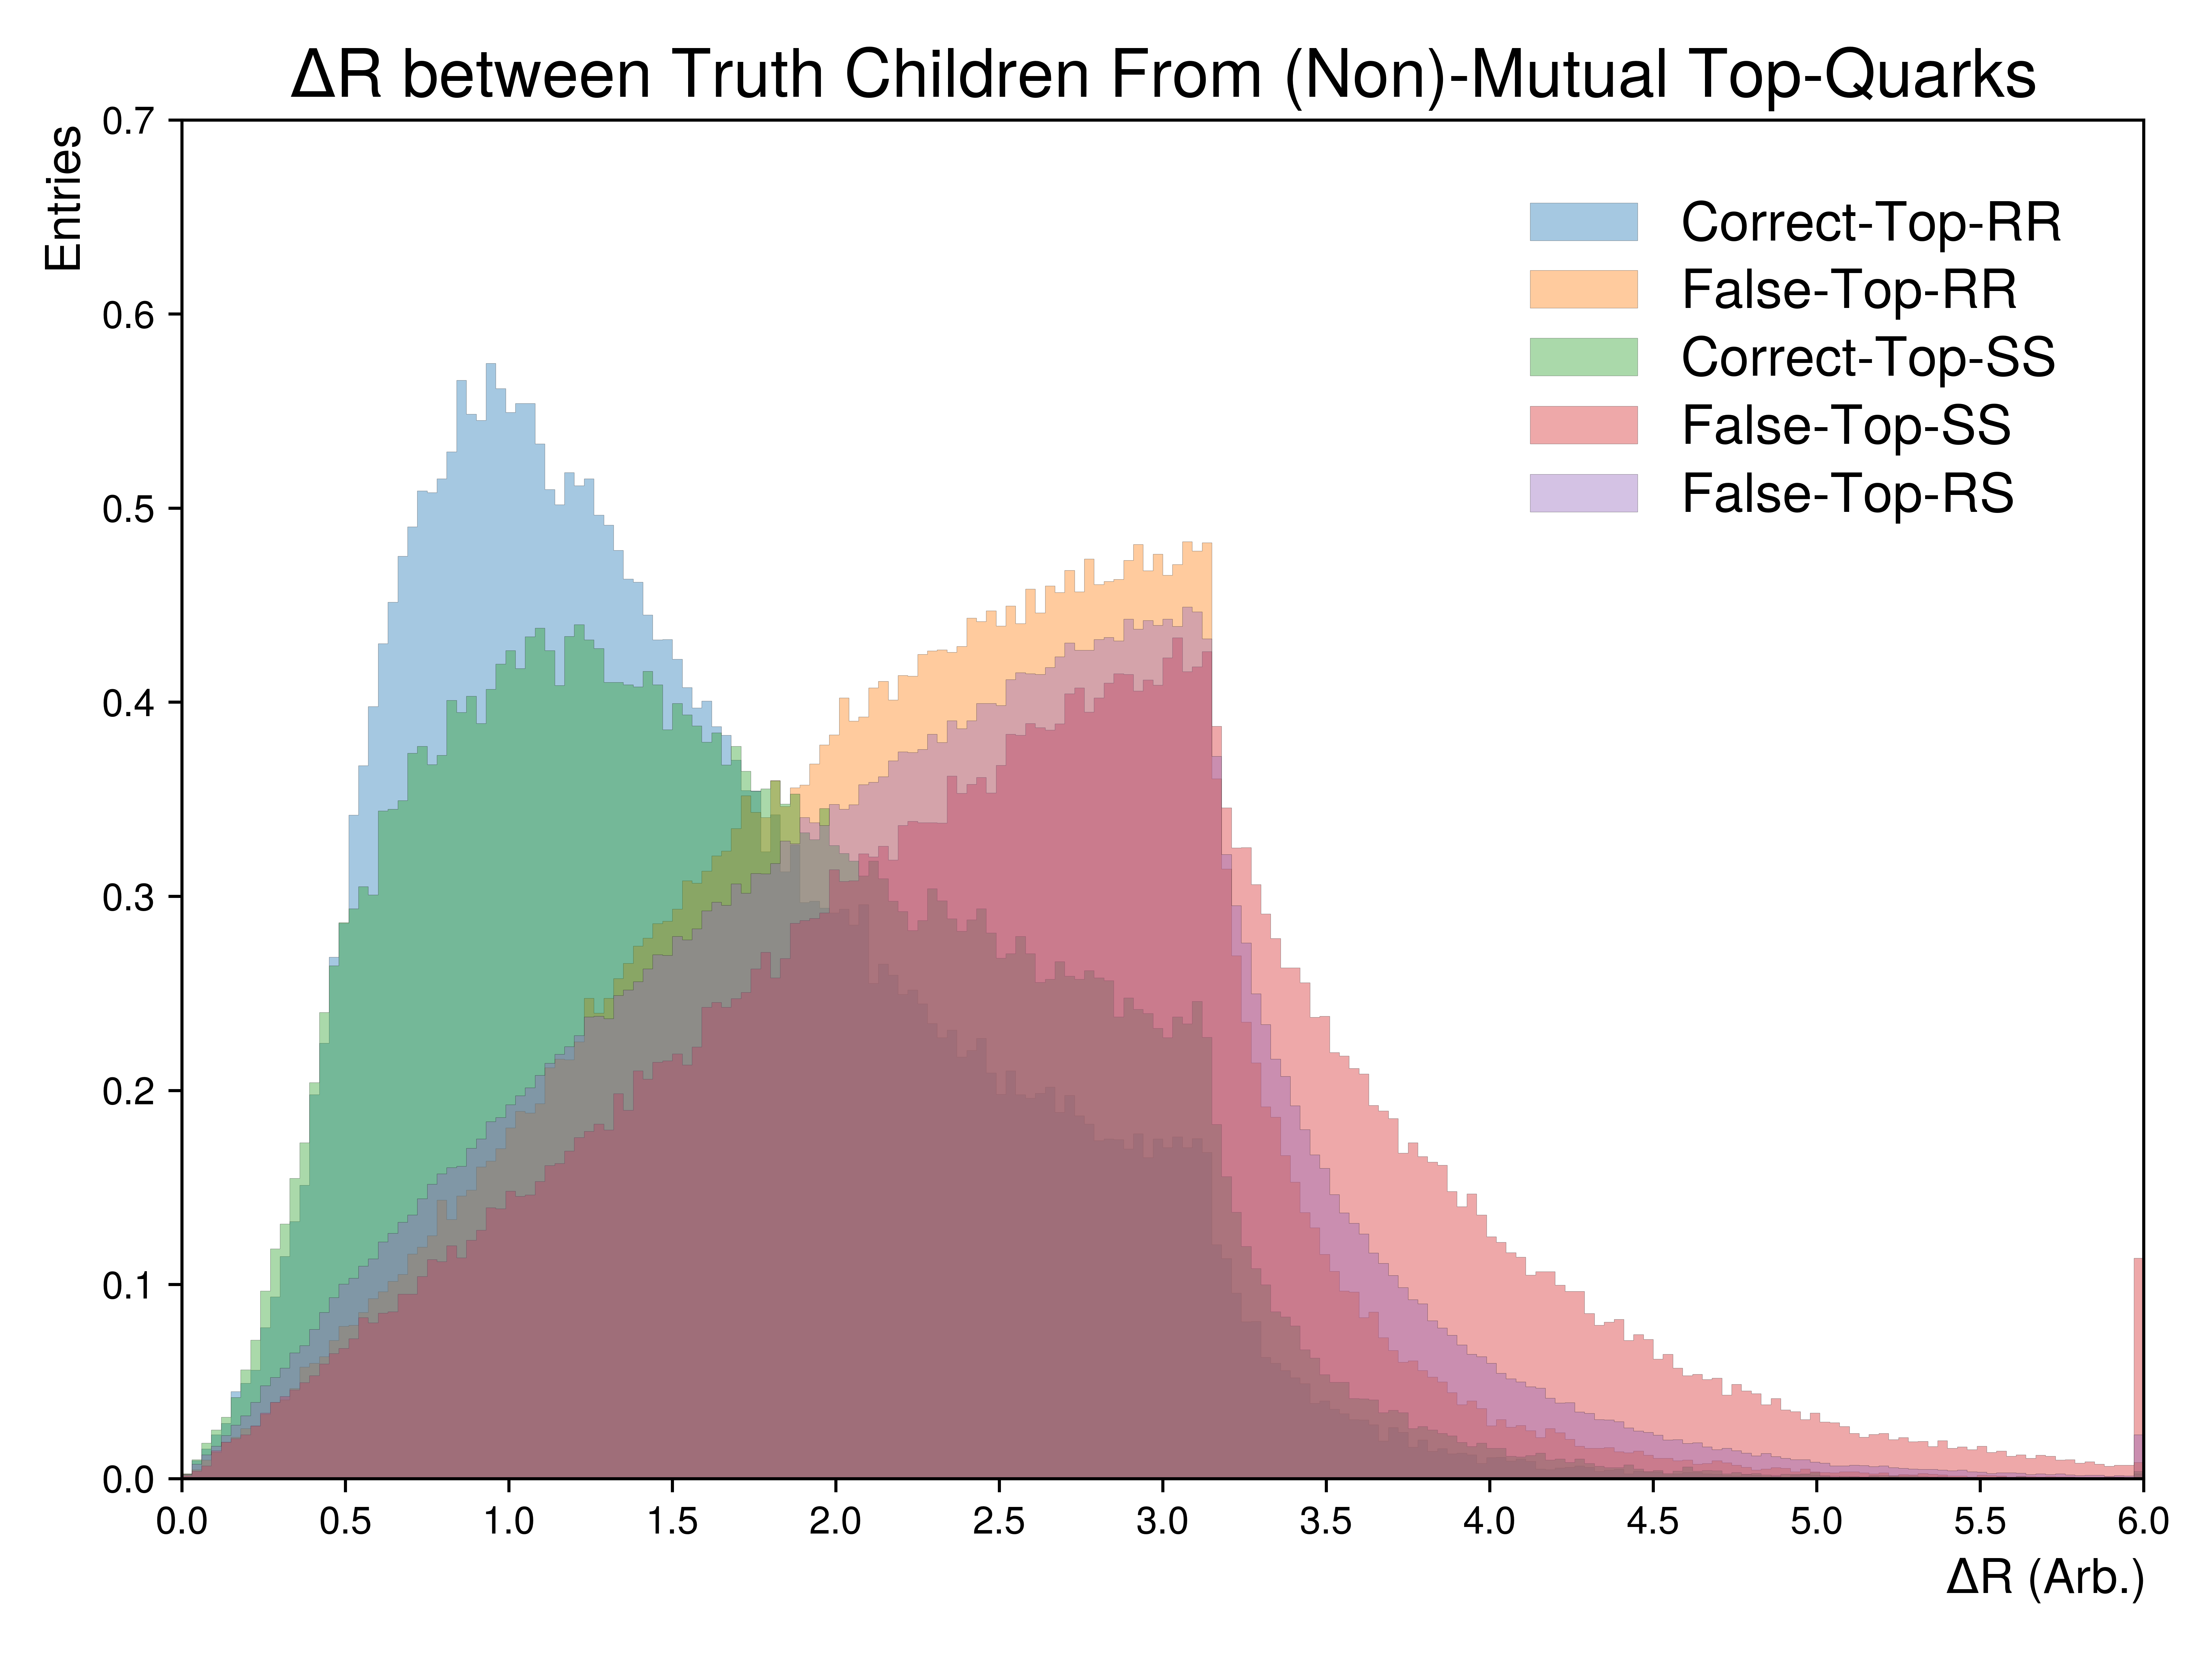 ΔR between Truth Children From (Non)-Mutual Top-Quarks
Entries
0.7
0.6
0.5
0.4
0.3
0.2
0.1
0.0
Correct-Top-RR
False-Top-RR
Correct-Top-SS
False-Top-SS
False-Top-RS
0.0 0.5 1.0 1.5 2.0 2.5 3.0 3.5 4.0 4.5 5.0 5.5 6.0
ΔR (Arb.)